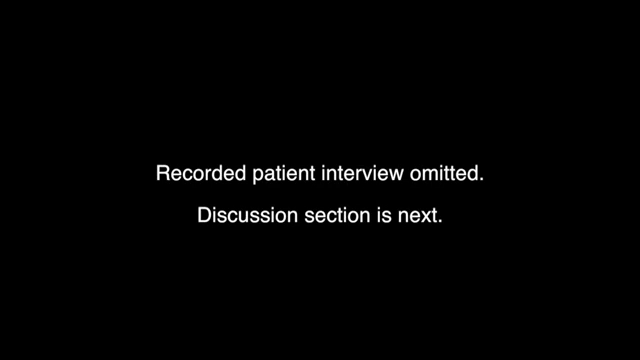 Recorded patient interview omitted.
Discussion section is next.